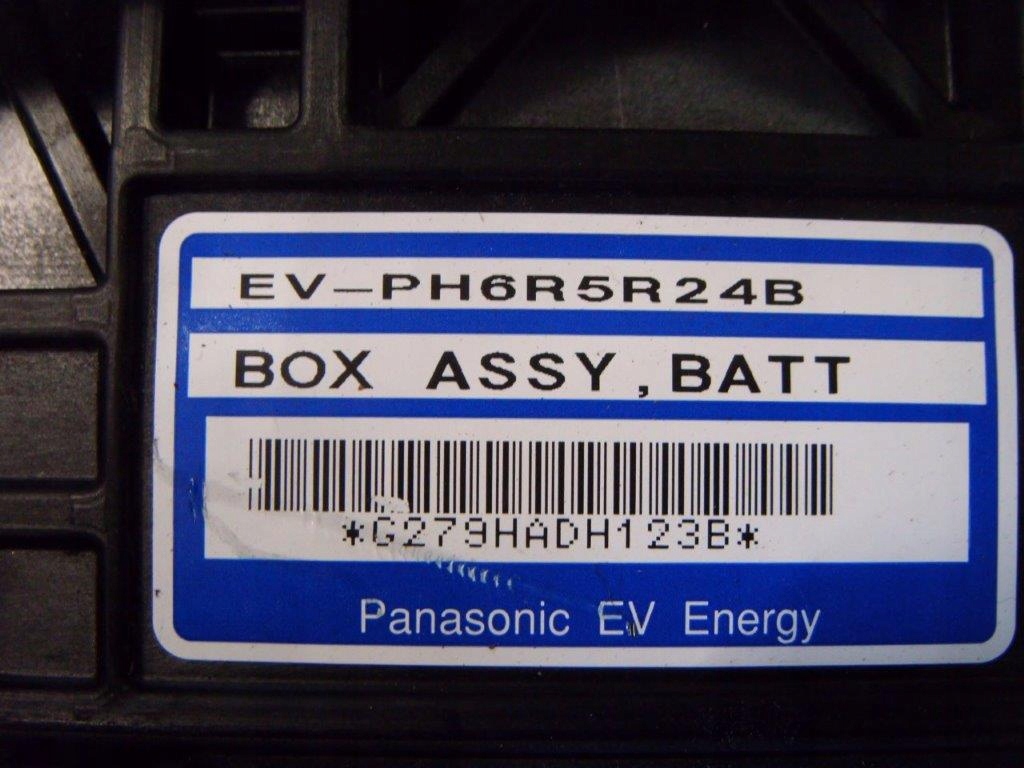 EV-PH6R5R24B
BOX ASSY,BATT
*G279HADH123B*
Panasonic EV Energy